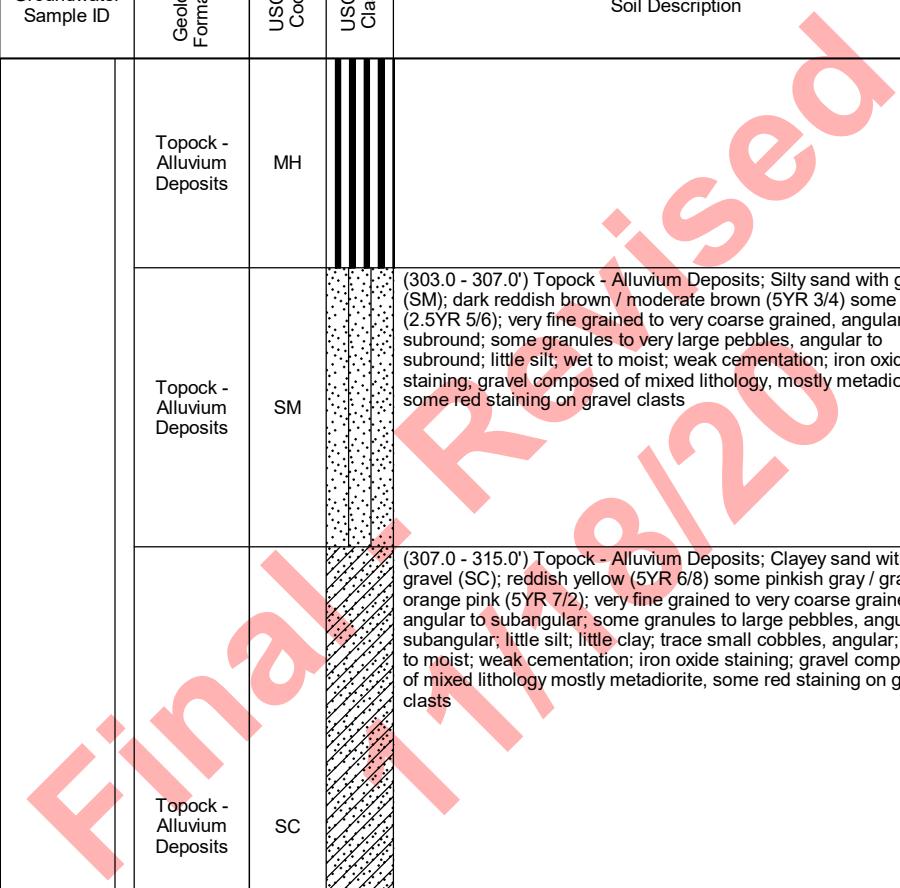 Sample ID
Soil Description
Topock -
Alluvium
Deposits
MH
(303.0 - 307.0') Topock - Alluvium Deposits; Silty sand with
(SM); dark reddish brown / moderate brown (5YR 3/4) some
(2.5YR 5/6); very fine grained to very coarse grained, angular
subround; some granules to very large pebbles, angular to
subround; little silt; wet to moist; weak cementation; iron
staining, gravel composed of mixed lithology, mostly
some red staining on gravel clasts
Topock -
Alluvium
Deposits
SM
(307.0 - 315.0') Topock - Alluvium Deposits; Clayey sand
gravel (SC); reddish yellow (5YR 6/8) some pinkish gray /
orange pink (5YR 7/2); very fine grained to very coarse
angular to subangular; some granules to large pebbles,
subangular; little silt; little clay; trace small cobbles, angular;
to moist; weak cementation; iron oxide staining; gravel
of mixed lithology mostly metadiorite, some red staining on
clasts
Topock -
Alluvium
Deposits
SC
Final - Revised
11/18/20